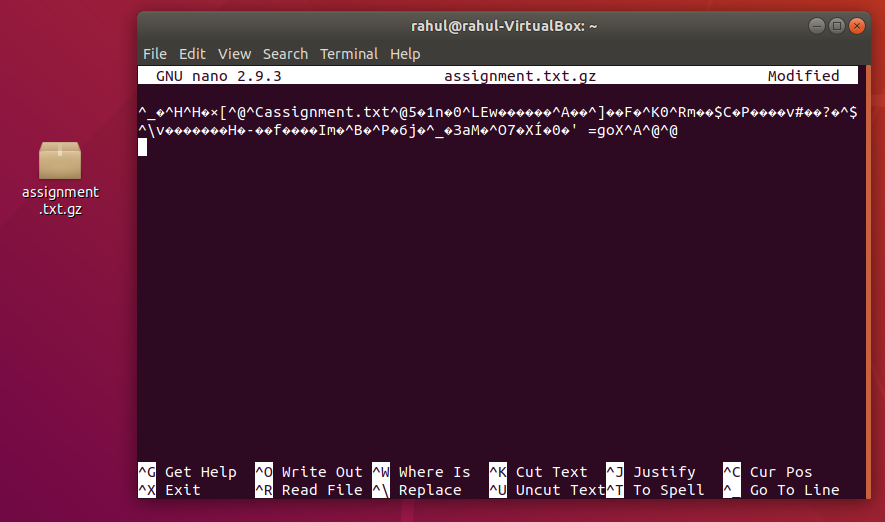 rahul@rahul-VirtualBox: ~
File Edit View Search Terminal Help
GNU nano 2.9.3 assignment.txt.gz Modified
^_�^H^H�×[^@^Cassignment.txt^@5�1n�0^LEw������^A��^]��F�^K0^Rm��$C�P����v#��?�^$
^\v�������H�-��f����Im�^B�^P�6j�^_�3aM�^O7�XÍ�0�' =goX^A^@^@
assignment
.txt.gz
^G Get Help ^O Write Out ^W Where Is ^K Cut Text ^J Justify ^C Cur Pos
^X Exit ^R Read File ^\ Replace ^U Uncut Text ^T To Spell ^_ Go To Line